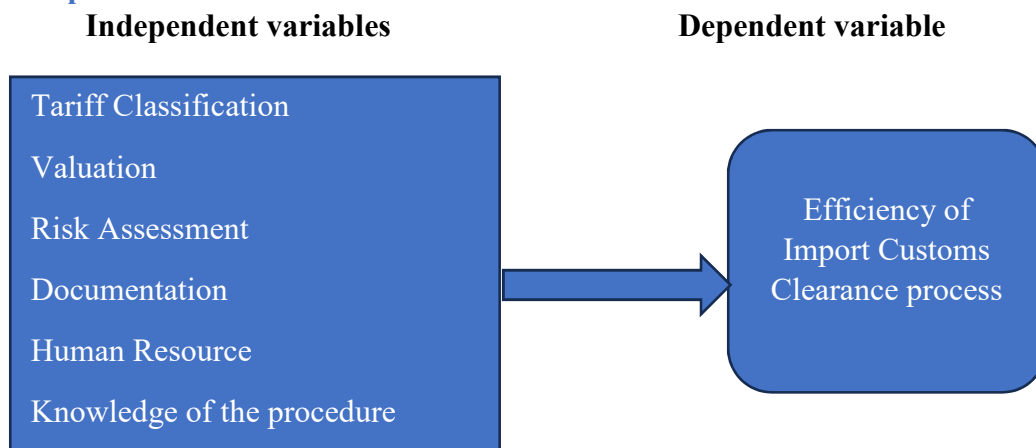 Independent variables
Dependent variable
Tariff Classification
Valuation
Risk Assessment
Documentation
Human Resource
Knowledge of the procedure
Efficiency of
Import Customs
Clearance process